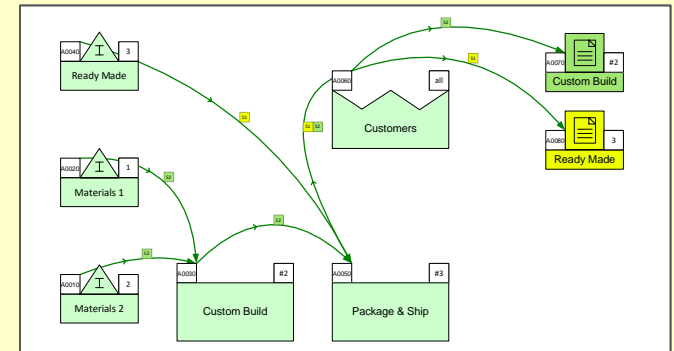 A0040 I 3
Ready Made
S1
A0020 I 1
Materials 1
S2
A0010 I 2
Materials 2
S2
A0030 #2
Custom Build
S2
A0050 #3
Package & Ship
S1 S2
A0060 all
Customers
S2
S1
A0070 #2
Custom Build
A0080 3
Ready Made